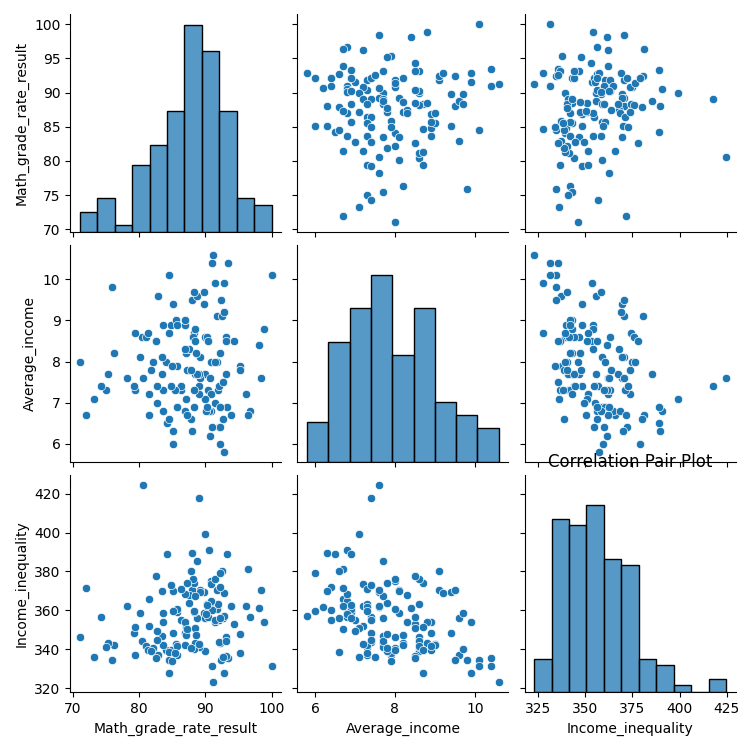 100
95
90
85
80
75
70
Math_grade_rate_result
10
9
8
7
6
Average_income
Correlation Pair Plot
420
400
380
360
340
320
Income_inequality
70 80 90 100
6 8 10
325 350 375 400 425
Math_grade_rate_result Average_income Income_inequality